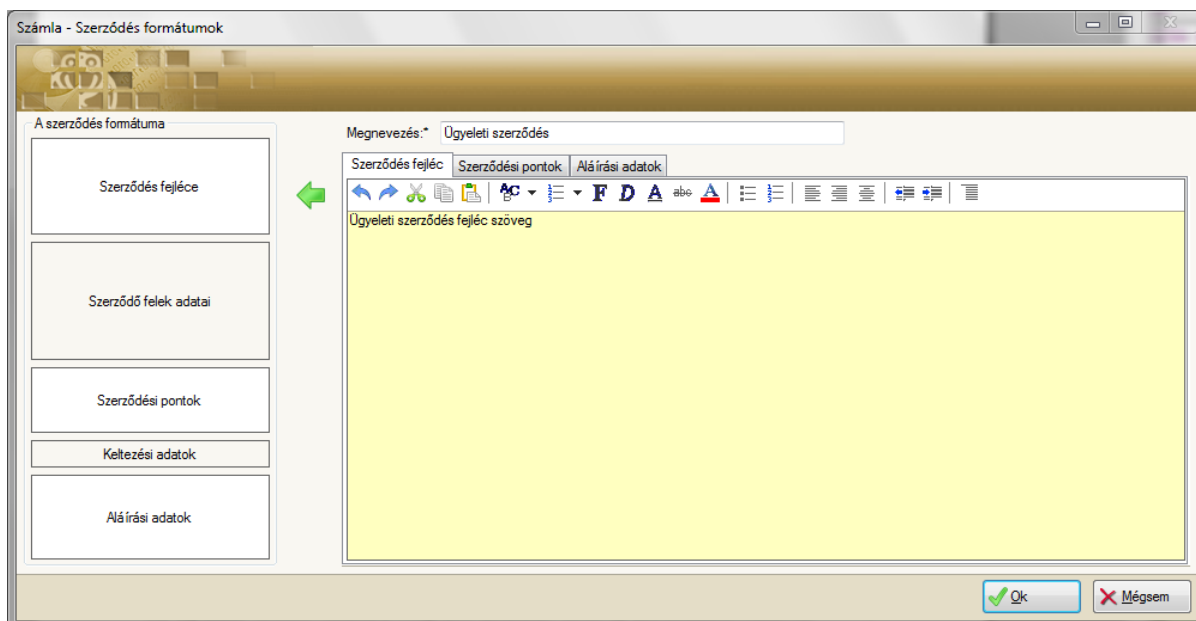 Számla - Szerződés formátumok
A szerződés formátuma
Szerződés fejléce
Szerződő felek adatai
Szerződési pontok
Keltezési adatok
Aláírási adatok
Megnevezés:* Ügyeleti szerződés
Szerződés fejléc Szerződési pontok Aláírási adatok
F D A abc A
Ügyeleti szerződés fejléc szöveg
Ok Mégsem